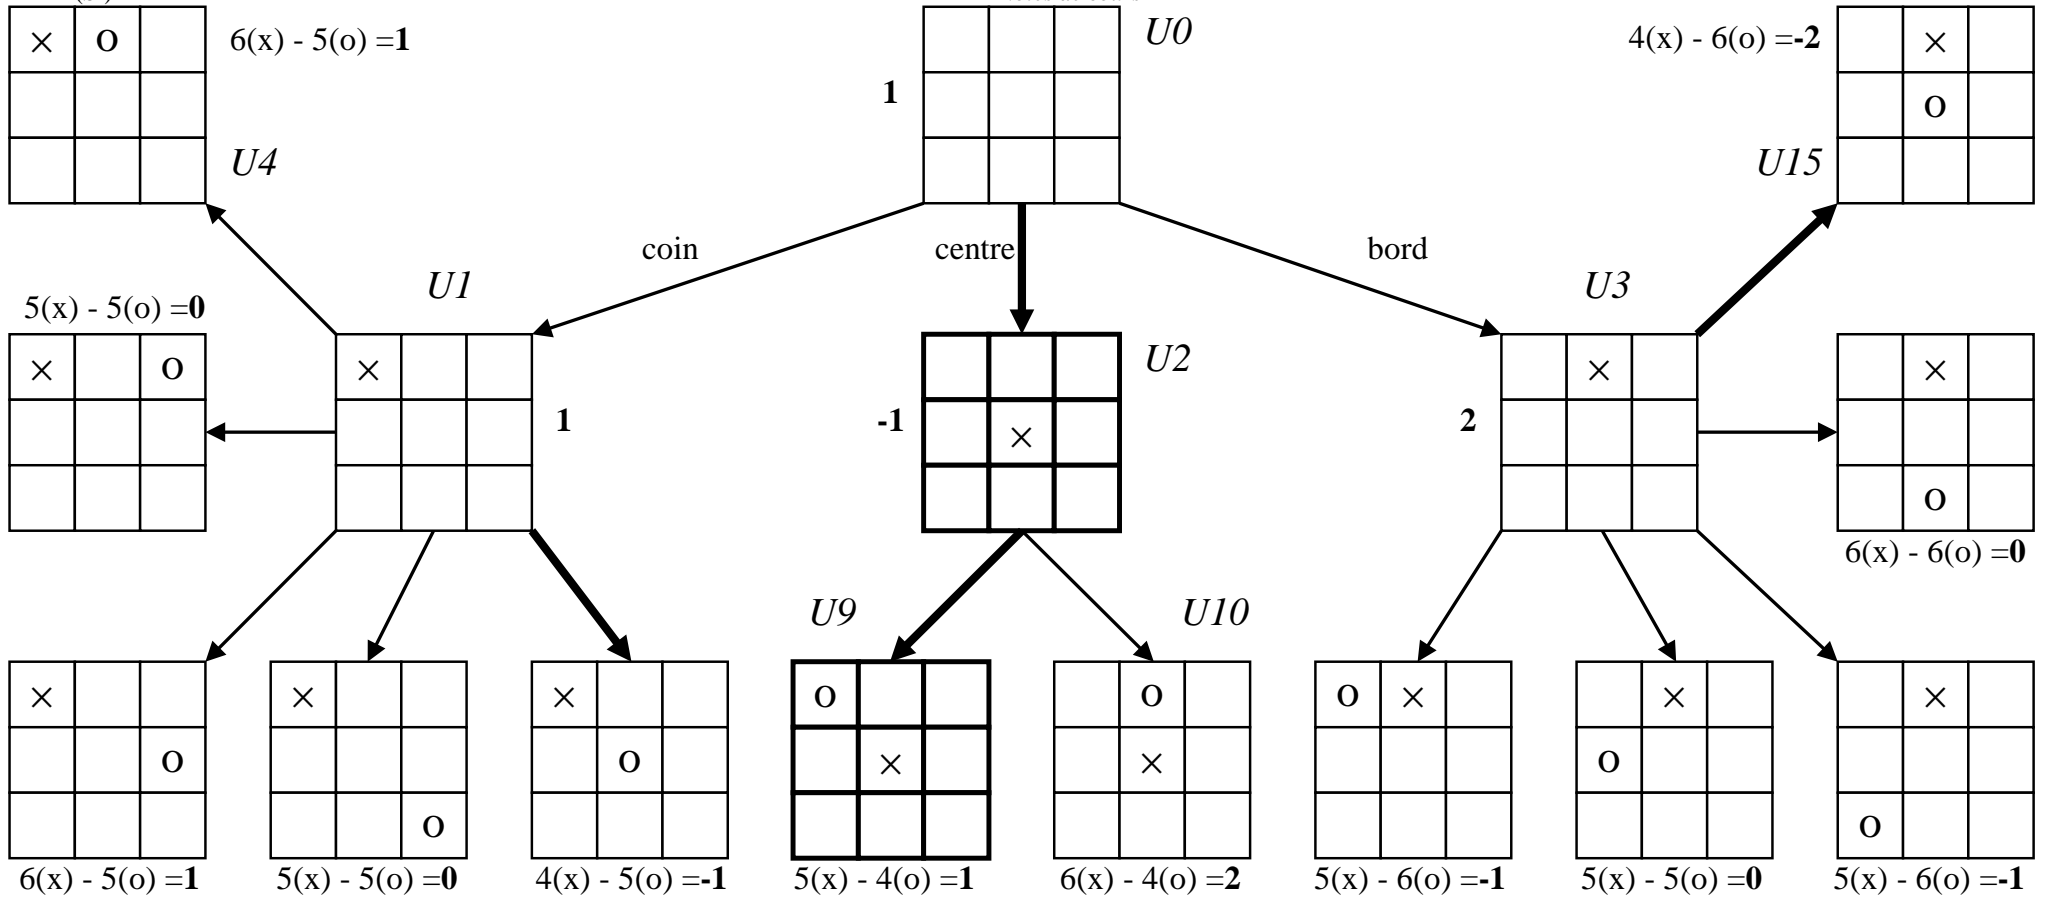 × o 6(x) - 5(o) =1
U0
4(x) - 6(o) =-2 ×
1
o
U4
U15
coin
centre
bord
U1
U3
5(x) - 5(o) =0
× o
×
U2
×
×
1
-1
×
2
o
6(x) - 6(o) =0
U9
U10
×
×
×
o
o
o ×
×
×
o
o
×
×
o
o
o
6(x) - 5(o) =1
5(x) - 5(o) =0
4(x) - 5(o) =-1
5(x) - 4(o) =1
6(x) - 4(o) =2
5(x) - 6(o) =-1
5(x) - 5(o) =0
5(x) - 6(o) =-1